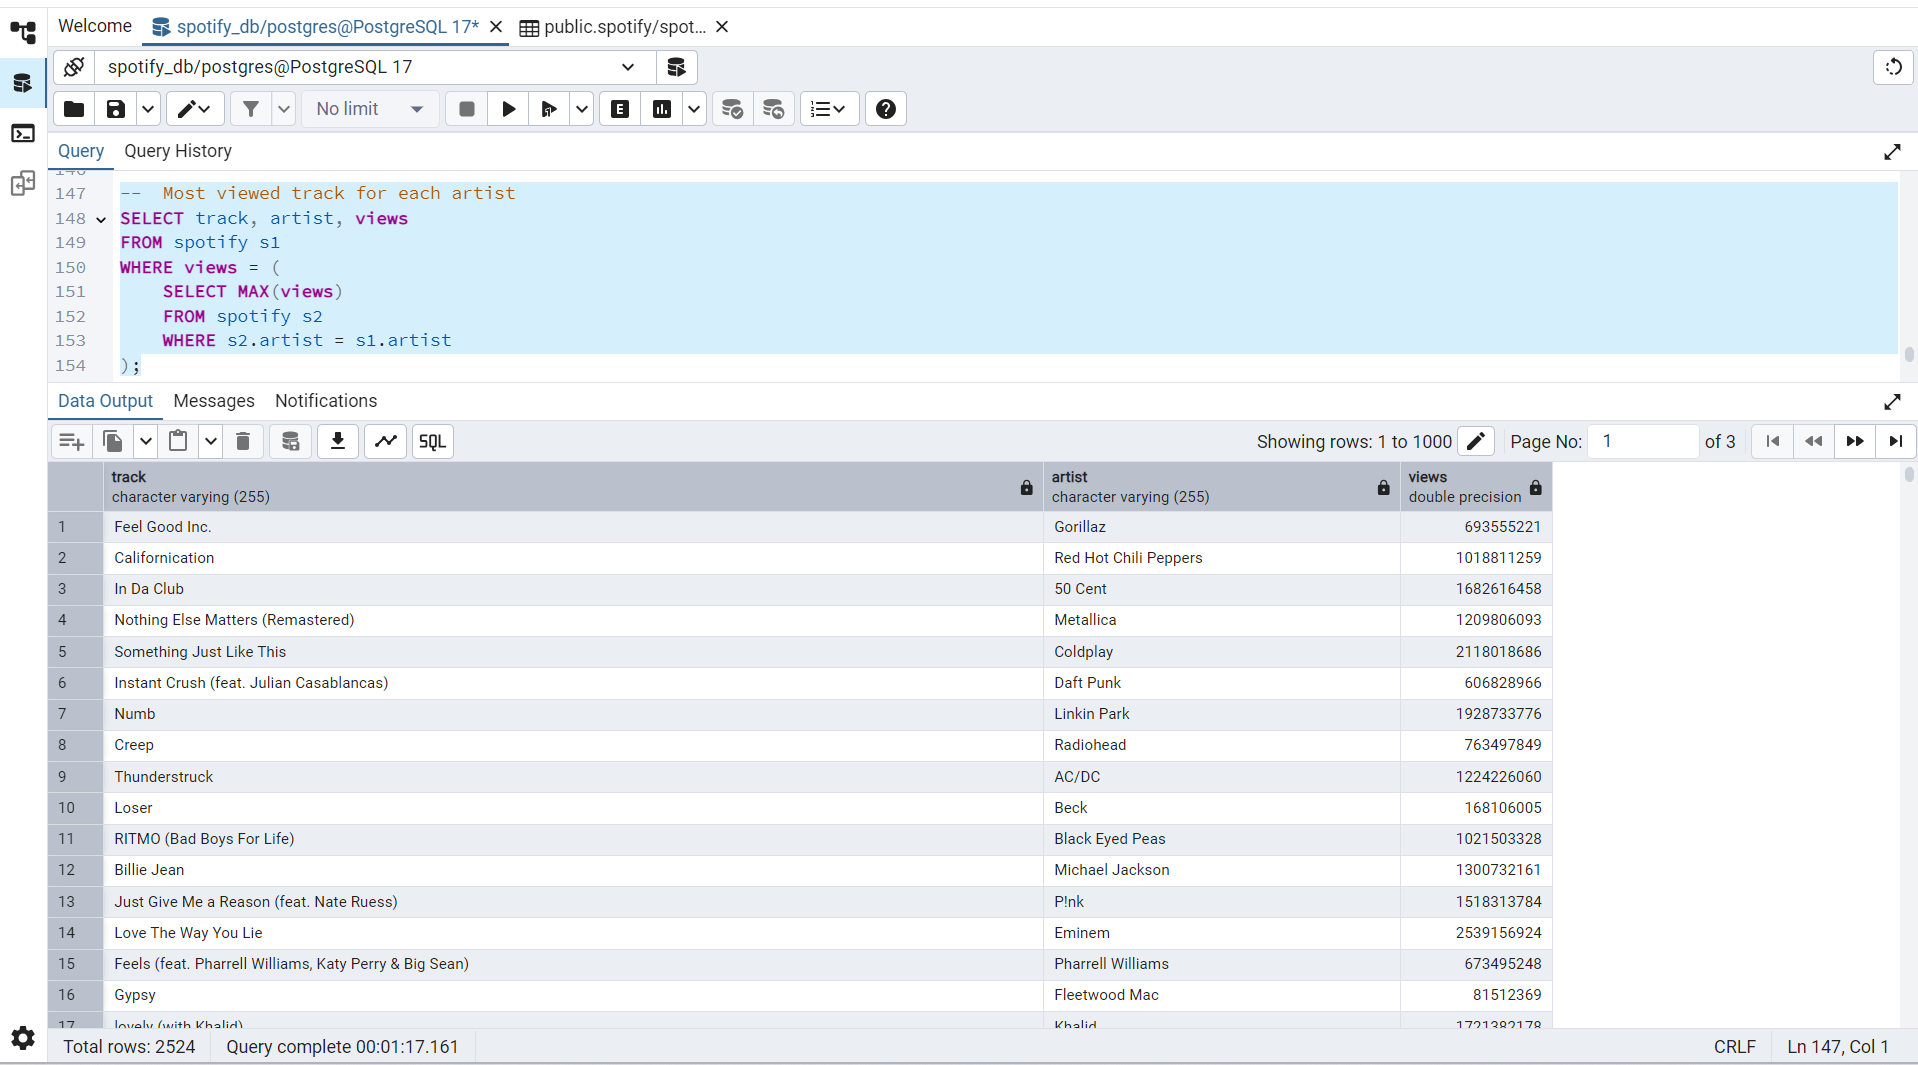 Welcome spotify_db/postgres@PostgreSQL 17* public.spotify/spot...
spotify_db/postgres@PostgreSQL 17
No limit E
Query Query History
147 -- Most viewed track for each artist
148 SELECT track, artist, views
149 FROM spotify s1
150 WHERE views = (
151 SELECT MAX(views)
152 FROM spotify s2
153 WHERE s2.artist = s1.artist
154 );
Data Output Messages Notifications
SQL Showing rows: 1 to 1000 Page No: 1 of 3
track artist views
character varying (255) character varying (255) double precision
1 Feel Good Inc. Gorillaz 693555221
2 Californication Red Hot Chili Peppers 1018811259
3 In Da Club 50 Cent 1682616458
4 Nothing Else Matters (Remastered) Metallica 1209806093
5 Something Just Like This Coldplay 2118018686
6 Instant Crush (feat. Julian Casablancas) Daft Punk 606828966
7 Numb Linkin Park 1928733776
8 Creep Radiohead 763497849
9 Thunderstruck AC/DC 1224226060
10 Loser Beck 168106005
11 RITMO (Bad Boys For Life) Black Eyed Peas 1021503328
12 Billie Jean Michael Jackson 1300732161
13 Just Give Me a Reason (feat. Nate Ruess) P!nk 1518313784
14 Love The Way You Lie Eminem 2539156924
15 Feels (feat. Pharrell Williams, Katy Perry & Big Sean) Pharrell Williams 673495248
16 Gypsy Fleetwood Mac 81512369
17 lovely (with Khalid) Khalid 1721382178
Total rows: 2524 Query complete 00:01:17.161 CRLF Ln 147, Col 1